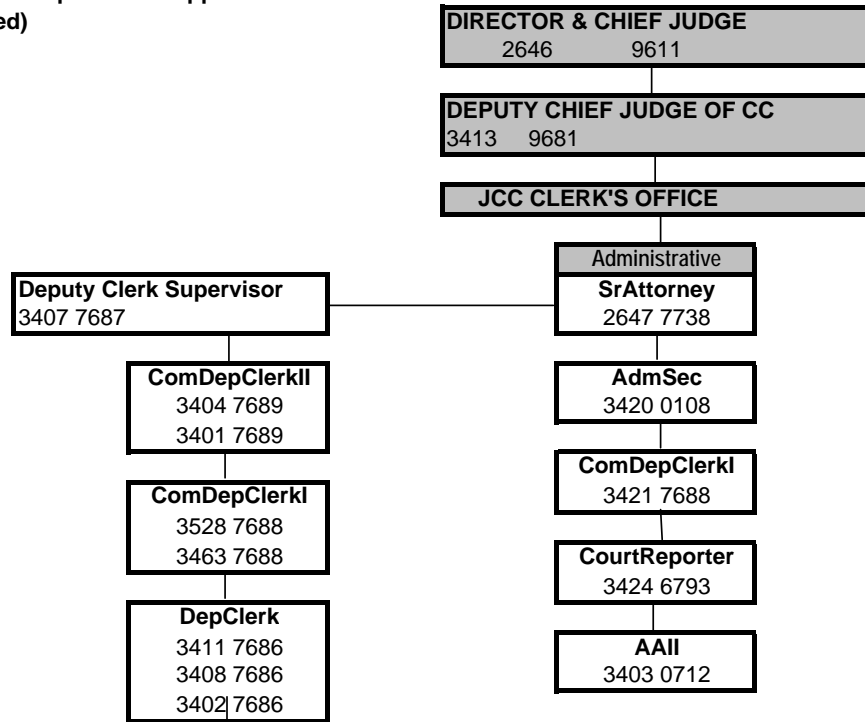 ed)
DIRECTOR & CHIEF JUDGE
2646 9611
DEPUTY CHIEF JUDGE OF CC
3413 9681
JCC CLERK'S OFFICE
Administrative
SrAttorney
2647 7738
Deputy Clerk Supervisor
3407 7687
ComDepClerkII
3404 7689
3401 7689
ComDepClerkI
3528 7688
3463 7688
DepClerk
3411 7686
3408 7686
3402 7686
AdmSec
3420 0108
ComDepClerkI
3421 7688
CourtReporter
3424 6793
AAII
3403 0712